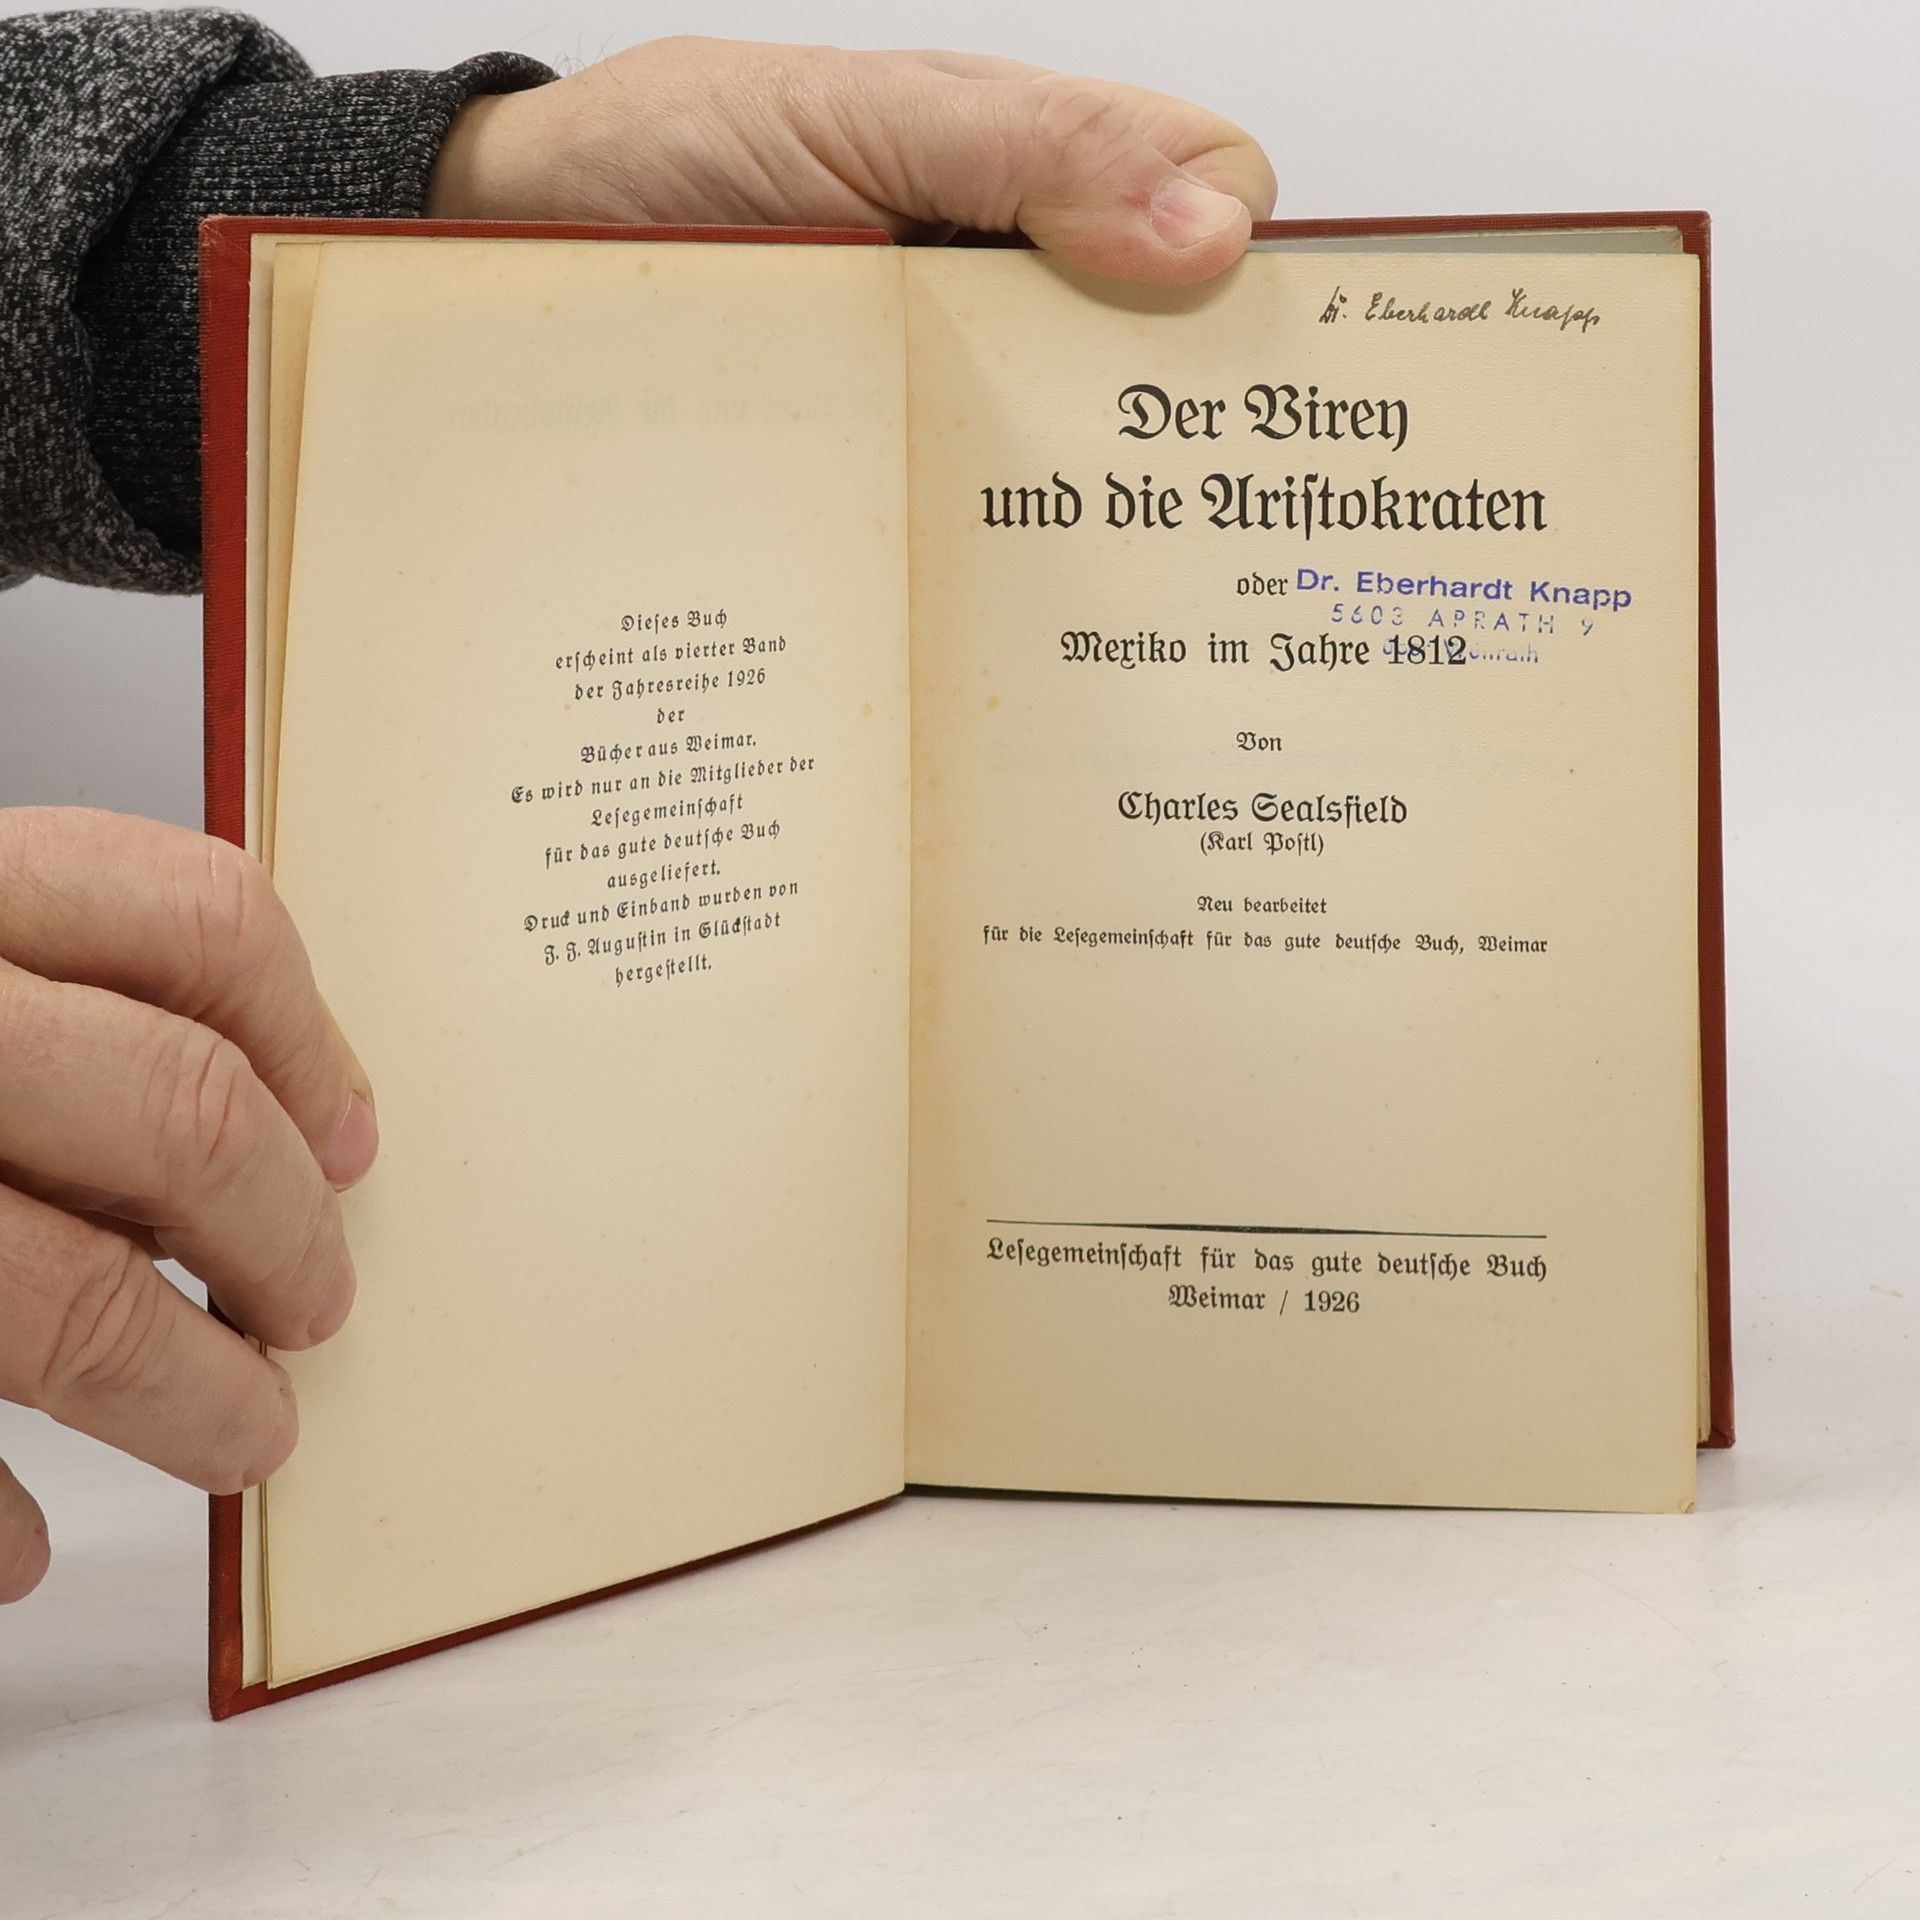 Dieses Buch
erscheint als vierter Band
der Jahresreihe 1926
der
Bücher aus Weimar.
Es wird nur an die Mitglieder der
Lesegemeinschaft
für das gute deutsche Buch
ausgeliefert.
Druck und Einband wurden von
J. J. Augustin in Glückstadt
hergestellt.
Dr. Eberhardt Knapp
Der Virey
und die Aristokraten
oder
Dr. Eberhardt Knapp
5603 APRATH 9
Mexiko im Jahre 1812
Von
Charles Sealsfield
(Karl Postl)
Neu bearbeitet
für die Lesegemeinschaft für das gute deutsche Buch, Weimar
Lesegemeinschaft für das gute deutsche Buch
Weimar / 1926